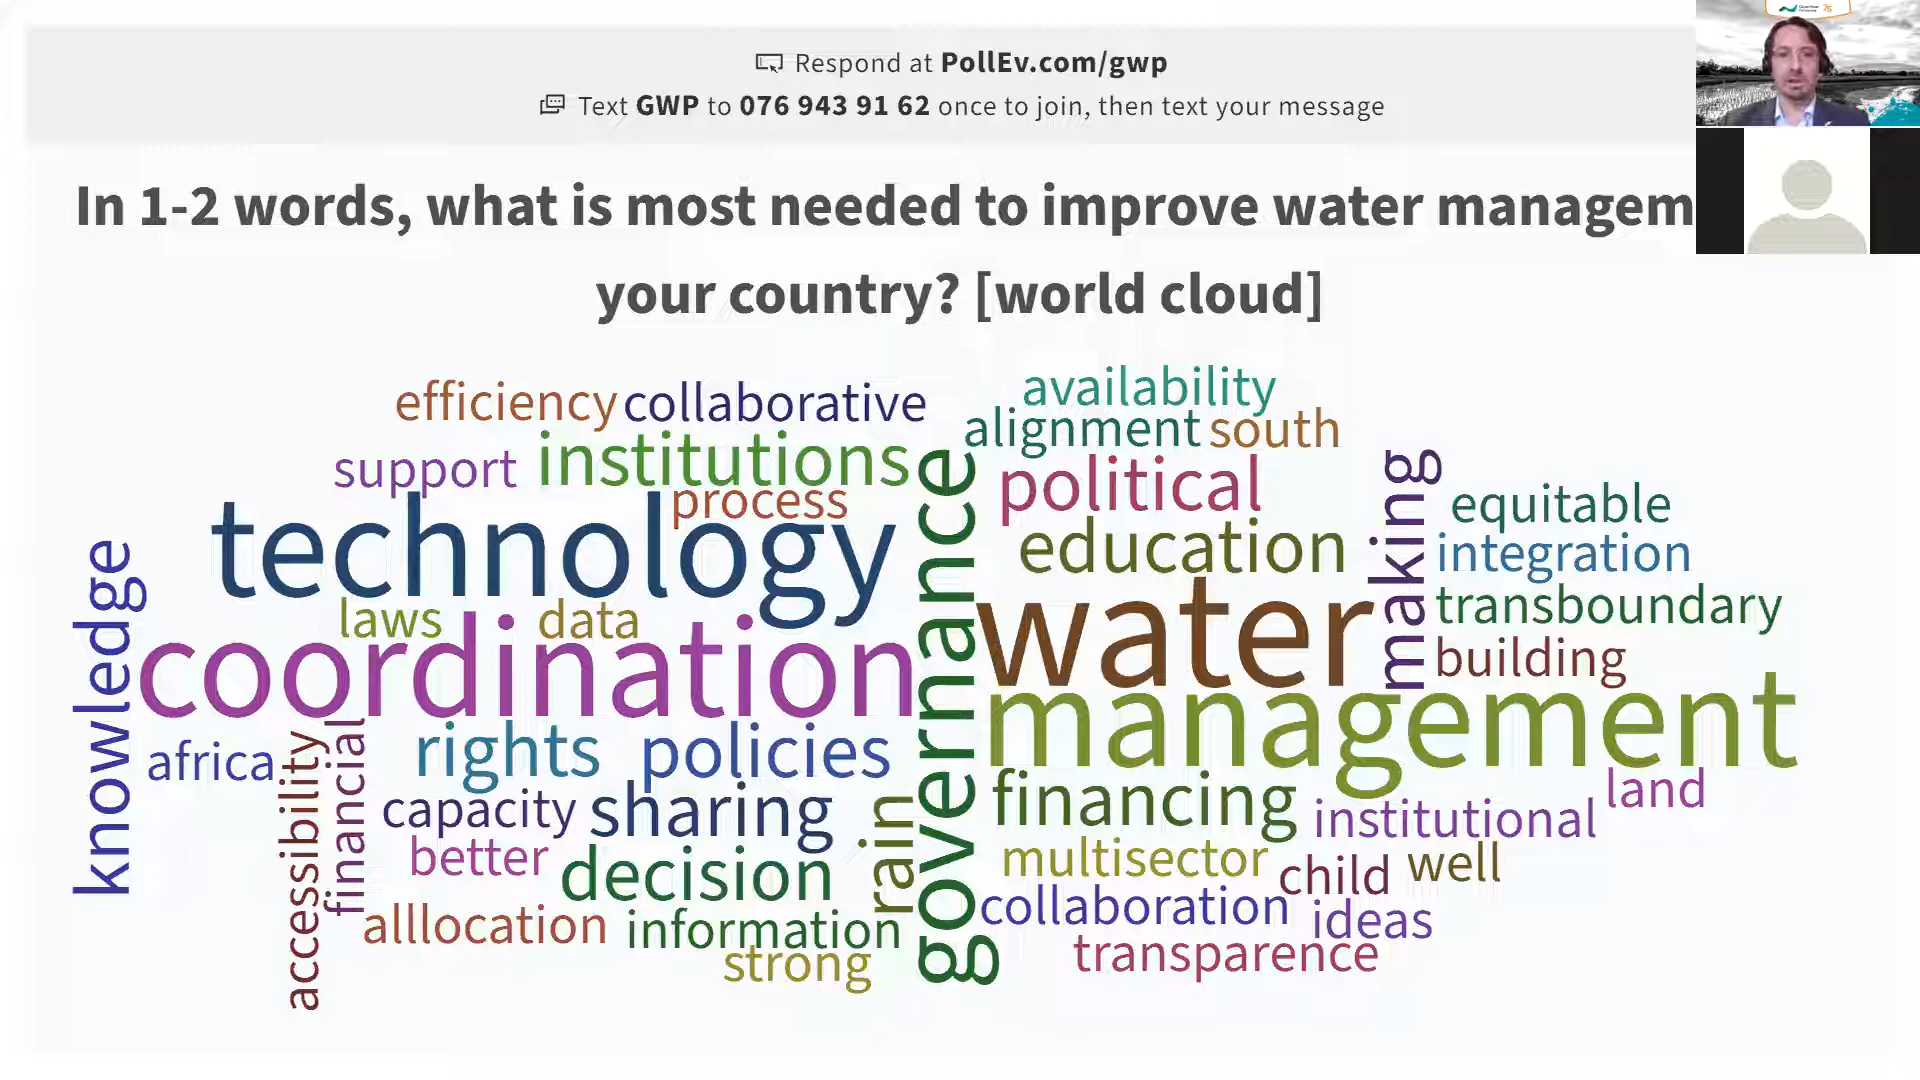 Respond at PollEv.com/gwp
Text GWP to 076 943 91 62 once to join, then text your message
In 1-2 words, what is most needed to improve water managem
your country? [world cloud]
efficiency
collaborative
availability
alignment
south
support
institutions
political
process
technology
education
making
equitable
integration
knowledge
laws
data
governance
water
transboundary
coordination
building
management
africa
rights
policies
accessibility
financial
capacity
sharing
rain
financing
institutional
land
better
decision
multisector
child
well
alllocation
information
collaboration
ideas
strong
transparence